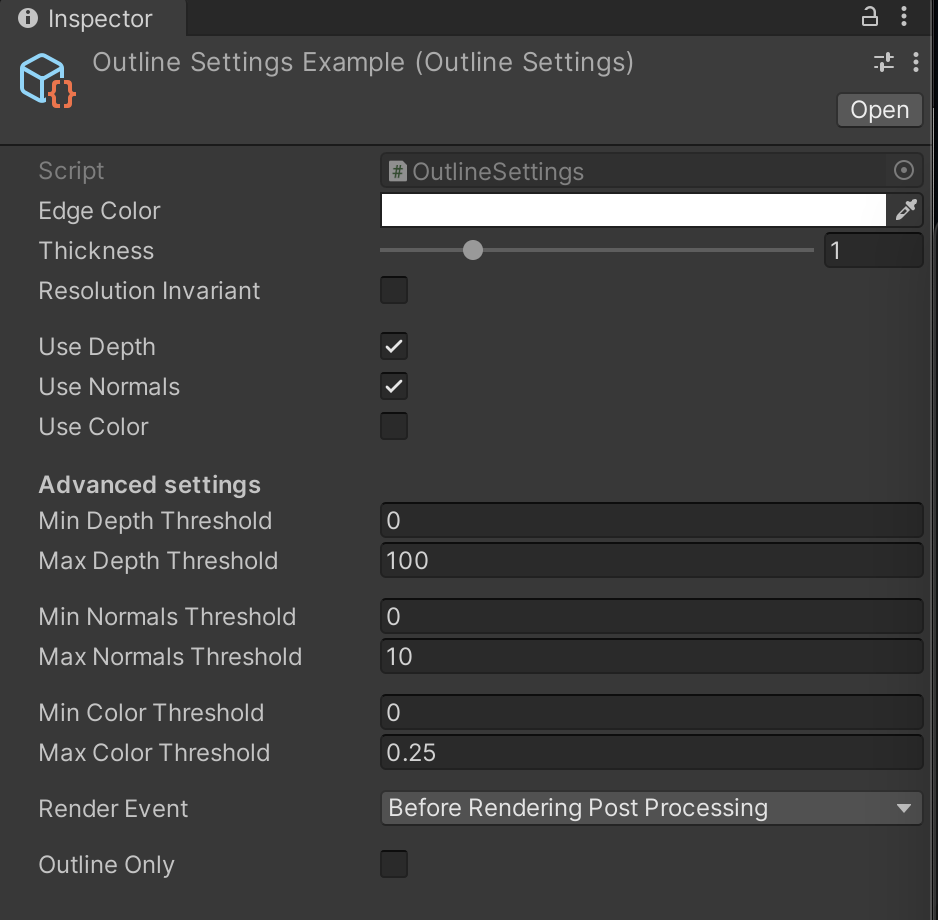 Inspector
Outline Settings Example (Outline Settings)
Open
Script # OutlineSettings
Edge Color
Thickness 1
Resolution Invariant
Use Depth
Use Normals
Use Color
Advanced settings
Min Depth Threshold 0
Max Depth Threshold 100
Min Normals Threshold 0
Max Normals Threshold 10
Min Color Threshold 0
Max Color Threshold 0.25
Render Event Before Rendering Post Processing
Outline Only